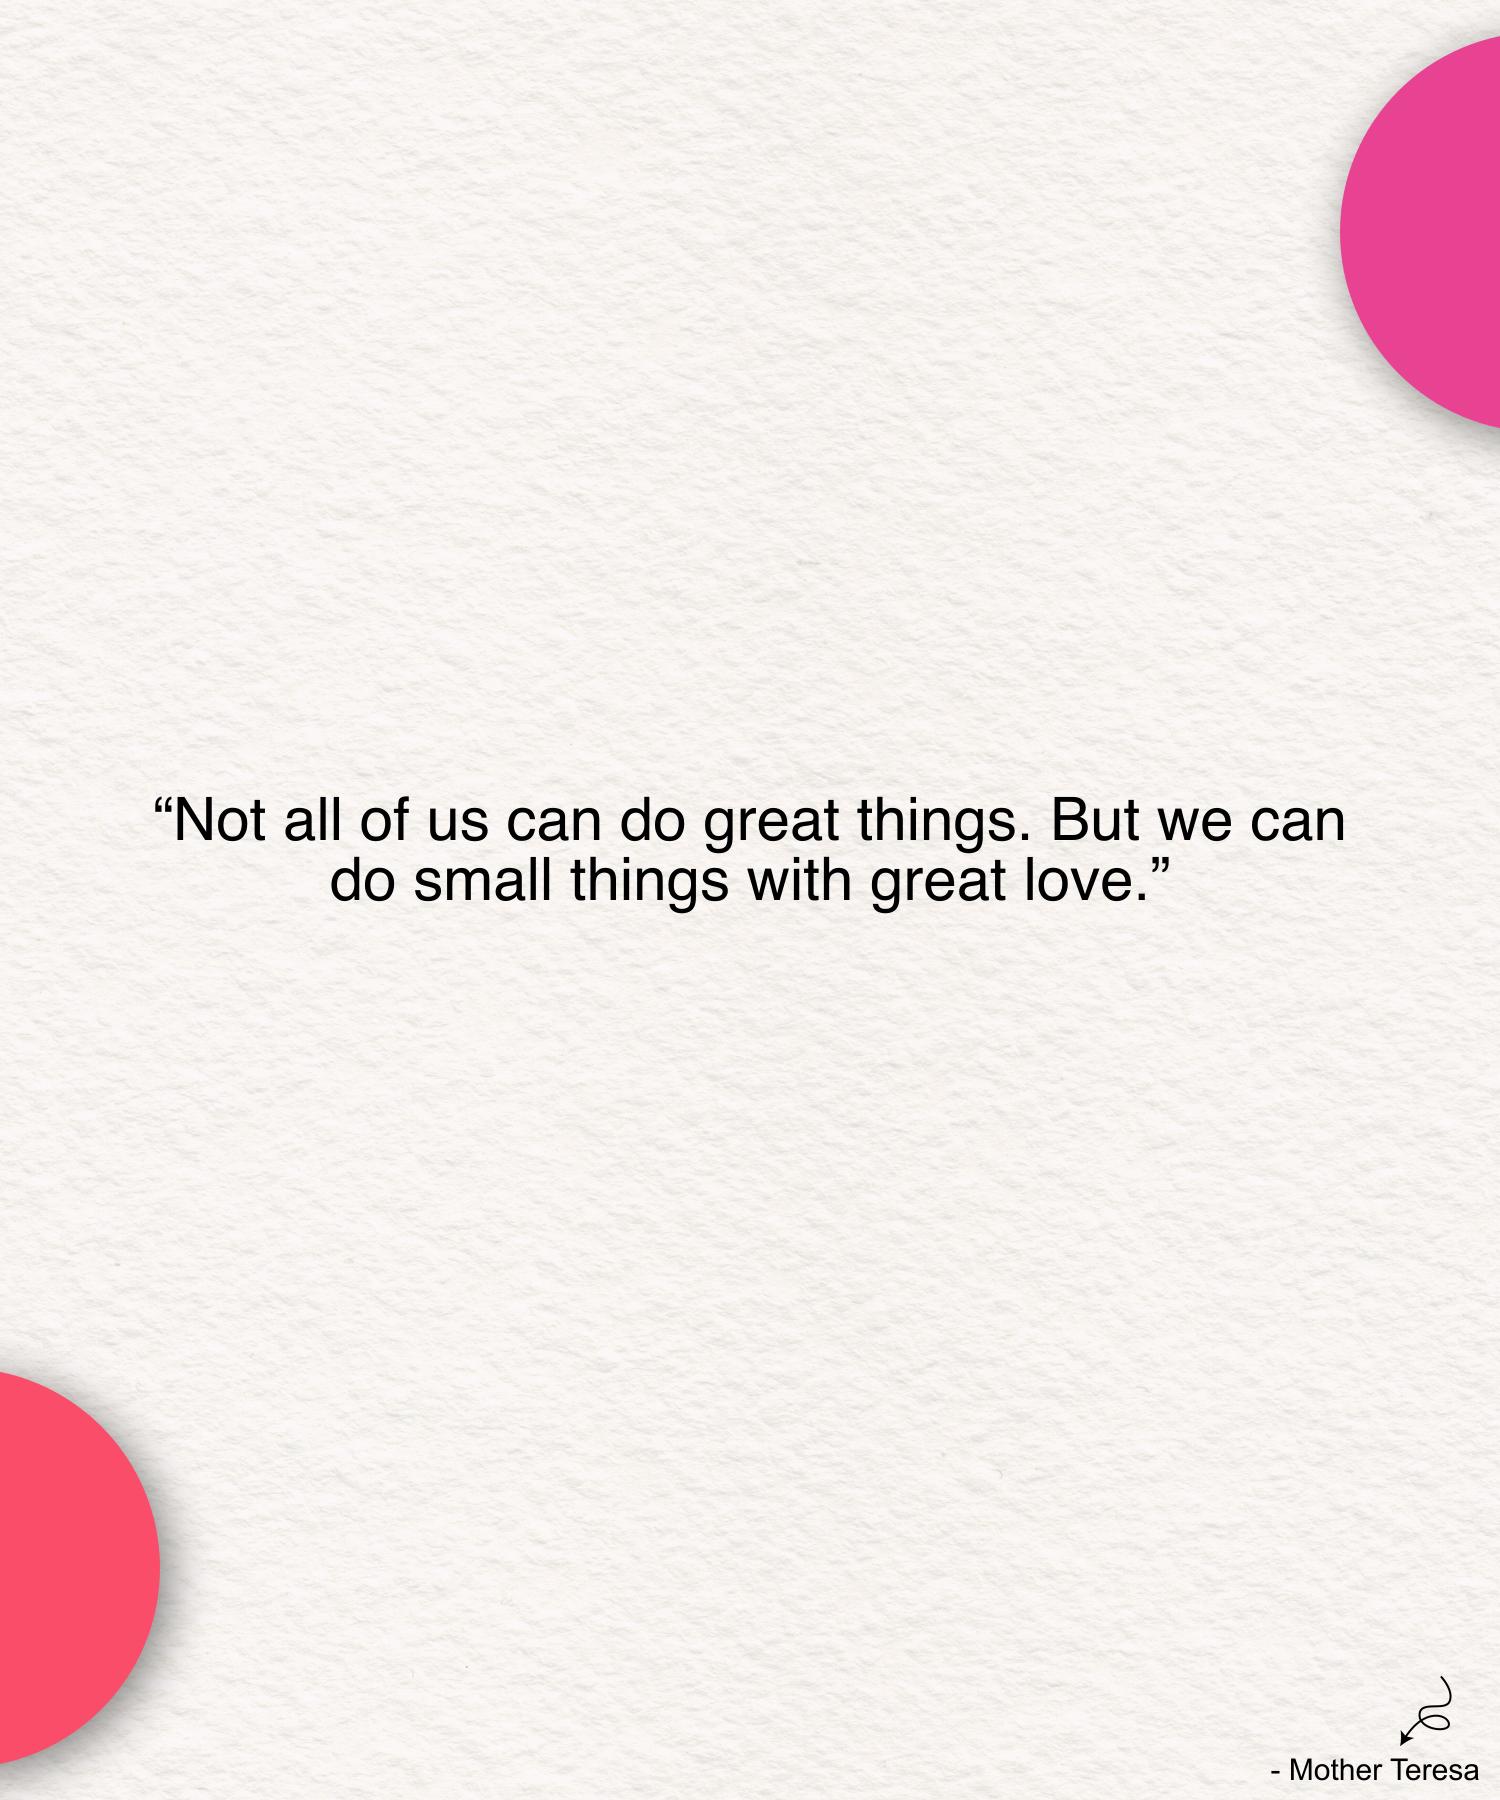 “Not all of us can do great things. But we can
do small things with great love.”
- Mother Teresa